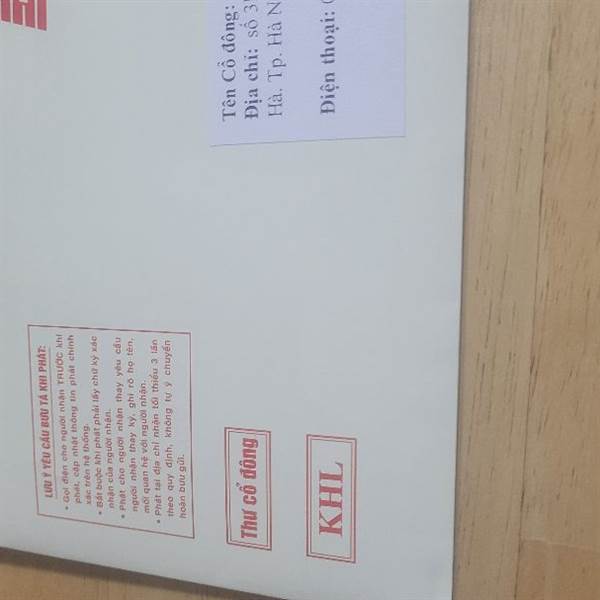 LƯU Ý YÊU CẦU BƯU TÁ KHI PHÁT:
• Gọi điện cho người nhận TRƯỚC khi
phát, cập nhật thông tin phát chính
xác trên hệ thống.
• Bắt buộc khi phát phải lấy chữ ký xác
nhận của người nhận.
• Phát cho người nhận thay yêu cầu
người nhận thay ký, ghi rõ họ tên,
mối quan hệ với người nhận.
• Phát tại địa chỉ nhận tối thiểu 3 lần
theo quy định, không tự ý chuyển
hoàn bưu gửi.
Thư cổ đông
KHL
Tên Cổ đông:
Địa chỉ: số
Hà. Tp. Hà N
Điện thoại: